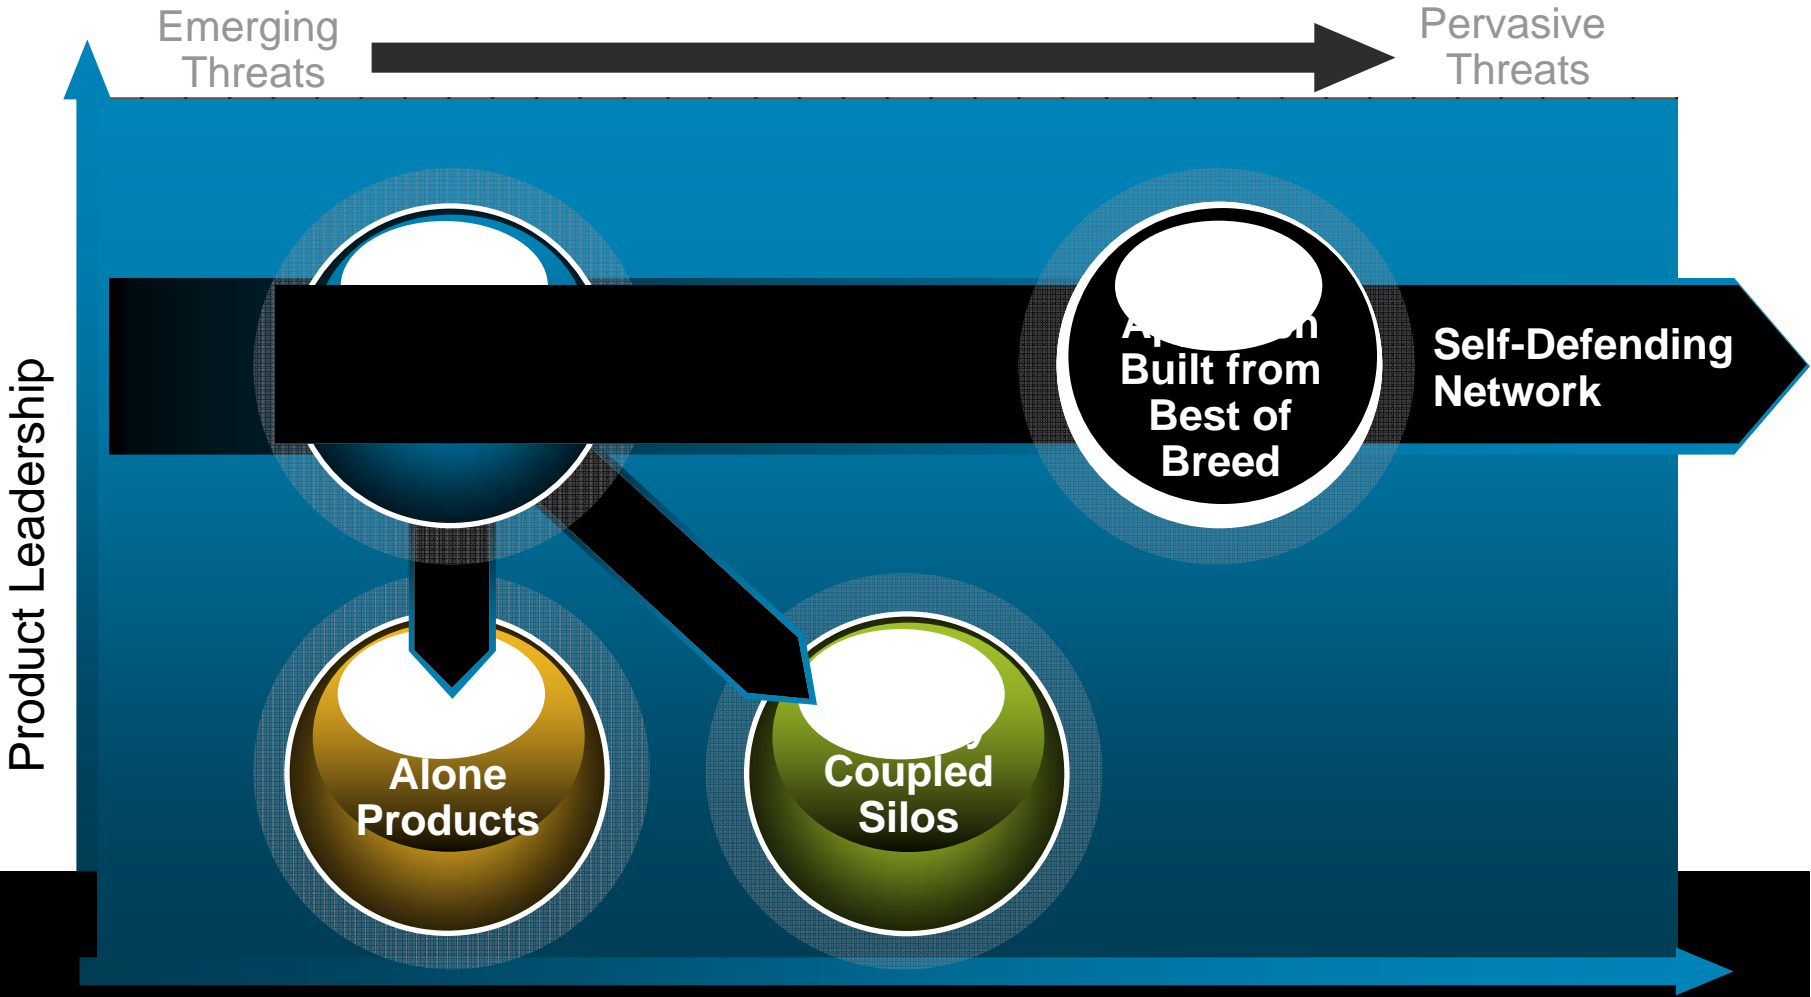 Emerging
Threats
Pervasive
Threats
Product Leadership
Built from
Best of
Breed
Self-Defending
Network
Alone
Products
Coupled
Silos